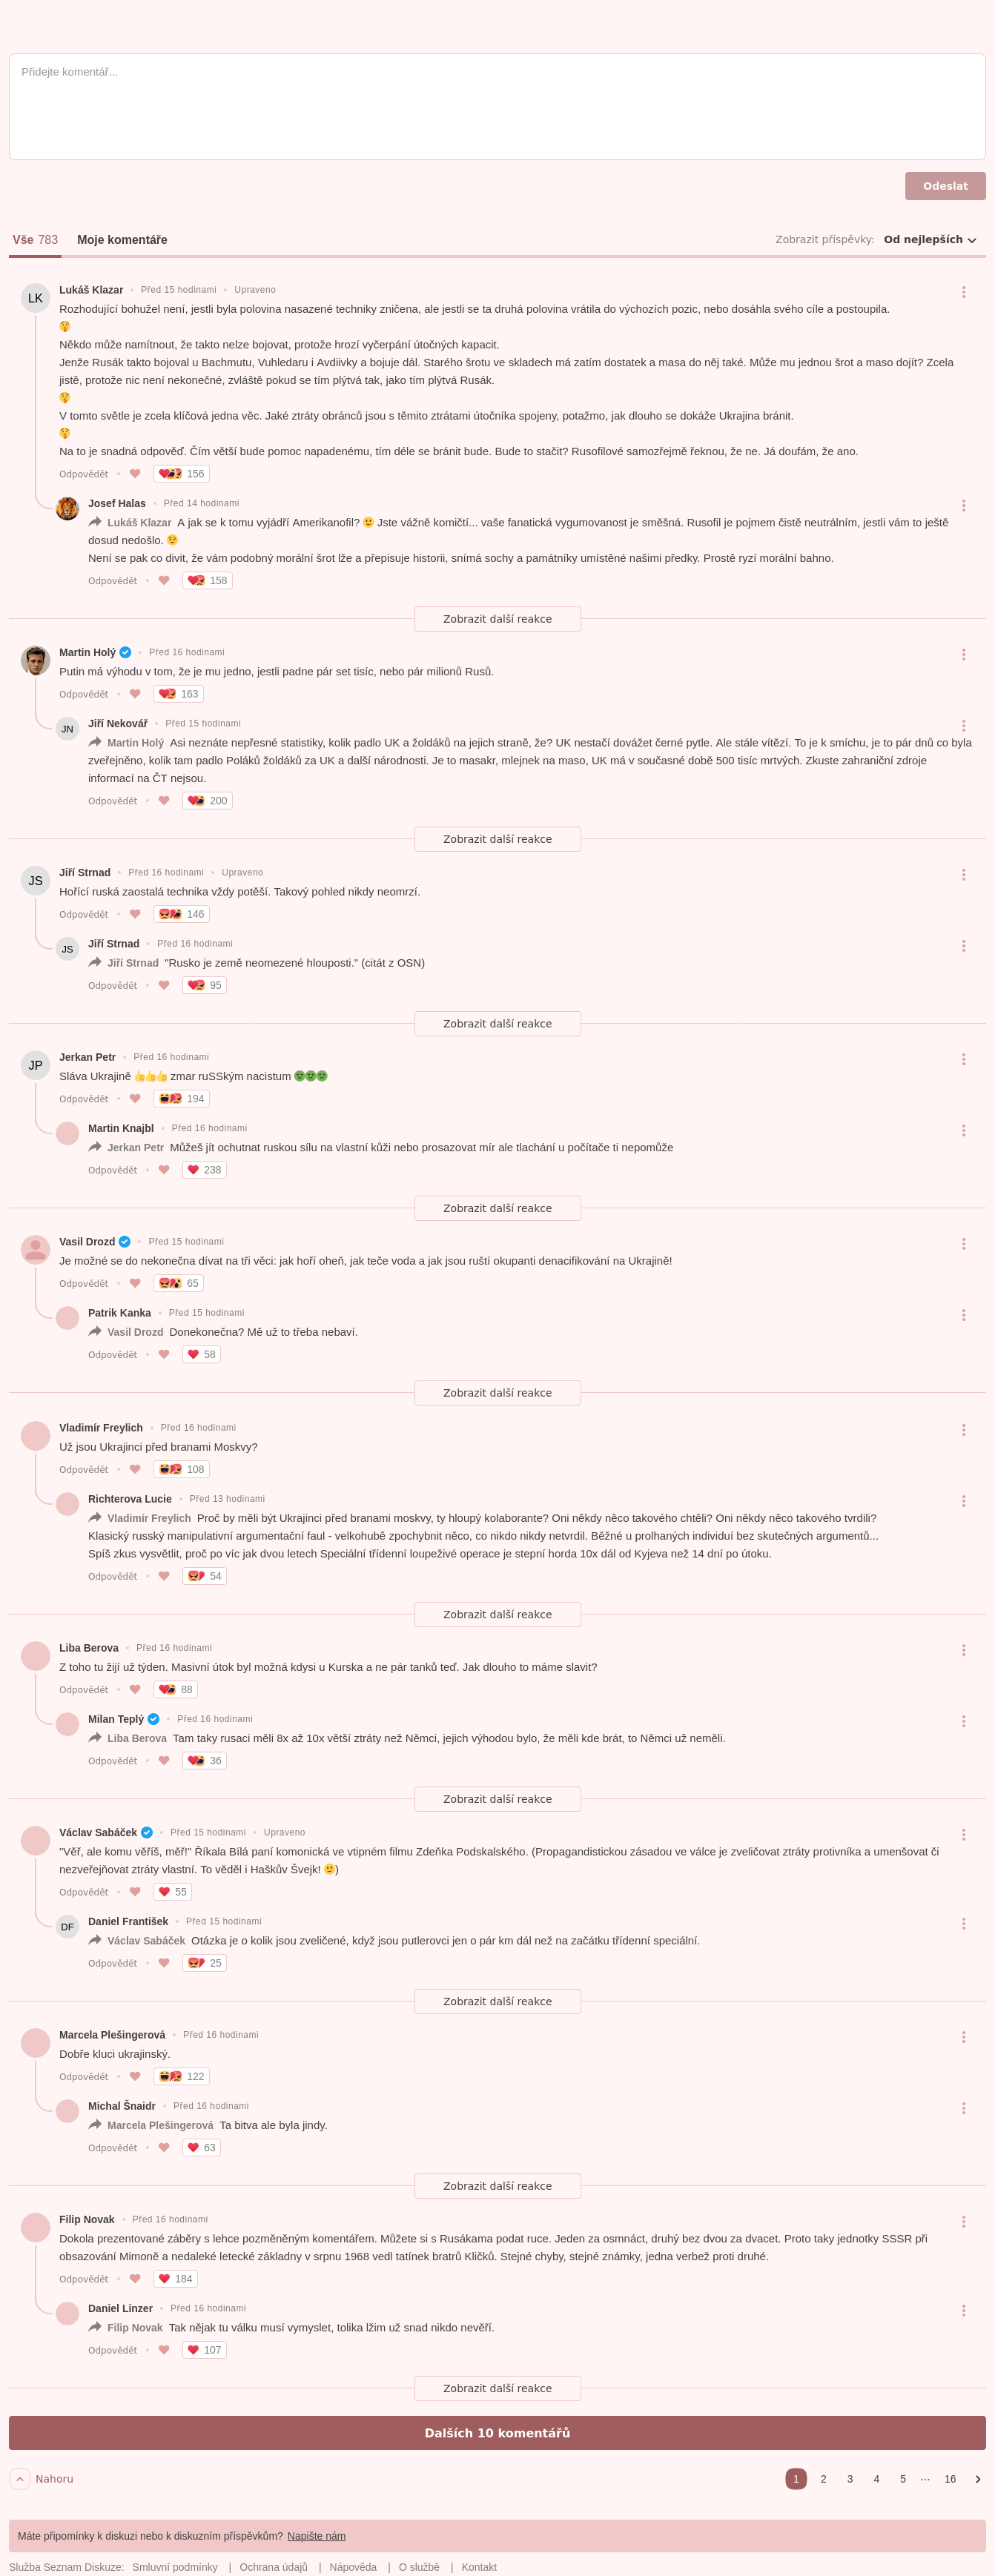 Přidejte komentář...
Odeslat
Vše 783 Moje komentáře Zobrazit příspěvky: Od nejlepších
LK
Lukáš Klazar • Před 15 hodinami • Upraveno
Rozhodující bohužel není, jestli byla polovina nasazené techniky zničena, ale jestli se ta druhá polovina vrátila do výchozích pozic, nebo dosáhla svého cíle a postoupila.
🤫
Někdo může namítnout, že takto nelze bojovat, protože hrozí vyčerpání útočných kapacit.
Jenže Rusák takto bojoval u Bachmutu, Vuhledaru i Avdiivky a bojuje dál. Starého šrotu ve skladech má zatím dostatek a masa do něj také. Může mu jednou šrot a maso dojít? Zcela
jistě, protože nic není nekonečné, zvláště pokud se tím plýtvá tak, jako tím plýtvá Rusák.
🤫
V tomto světle je zcela klíčová jedna věc. Jaké ztráty obránců jsou s těmito ztrátami útočníka spojeny, potažmo, jak dlouho se dokáže Ukrajina bránit.
🤫
Na to je snadná odpověď. Čím větší bude pomoc napadenému, tím déle se bránit bude. Bude to stačit? Rusofilové samozřejmě řeknou, že ne. Já doufám, že ano.
Odpovědět • 156
Josef Halas • Před 14 hodinami
Lukáš Klazar A jak se k tomu vyjádří Amerikanofil? 🙂 Jste vážně komičtí... vaše fanatická vygumovanost je směšná. Rusofil je pojmem čistě neutrálním, jestli vám to ještě
dosud nedošlo. 😉
Není se pak co divit, že vám podobný morální šrot lže a přepisuje historii, snímá sochy a památníky umístěné našimi předky. Prostě ryzí morální bahno.
Odpovědět • 158
Zobrazit další reakce
Martin Holý • Před 16 hodinami
Putin má výhodu v tom, že je mu jedno, jestli padne pár set tisíc, nebo pár milionů Rusů.
Odpovědět • 163
JN
Jiří Nekovář • Před 15 hodinami
Martin Holý Asi neznáte nepřesné statistiky, kolik padlo UK a žoldáků na jejich straně, že? UK nestačí dovážet černé pytle. Ale stále vítězí. To je k smíchu, je to pár dnů co byla
zveřejněno, kolik tam padlo Poláků žoldáků za UK a další národnosti. Je to masakr, mlejnek na maso, UK má v současné době 500 tisíc mrtvých. Zkuste zahraniční zdroje
informací na ČT nejsou.
Odpovědět • 200
Zobrazit další reakce
JS
Jiří Strnad • Před 16 hodinami • Upraveno
Hořící ruská zaostalá technika vždy potěší. Takový pohled nikdy neomrzí.
Odpovědět • 146
JS
Jiří Strnad • Před 16 hodinami
Jiří Strnad "Rusko je země neomezené hlouposti." (citát z OSN)
Odpovědět • 95
Zobrazit další reakce
JP
Jerkan Petr • Před 16 hodinami
Sláva Ukrajině 👍👍👍 zmar ruSSkým nacistum 🤢🤢🤢
Odpovědět • 194
Martin Knajbl • Před 16 hodinami
Jerkan Petr Můžeš jít ochutnat ruskou sílu na vlastní kůži nebo prosazovat mír ale tlachání u počítače ti nepomůže
Odpovědět • 238
Zobrazit další reakce
Vasil Drozd • Před 15 hodinami
Je možné se do nekonečna dívat na tři věci: jak hoří oheň, jak teče voda a jak jsou ruští okupanti denacifikování na Ukrajině!
Odpovědět • 65
Patrik Kanka • Před 15 hodinami
Vasil Drozd Donekonečna? Mě už to třeba nebaví.
Odpovědět • 58
Zobrazit další reakce
Vladimír Freylich • Před 16 hodinami
Už jsou Ukrajinci před branami Moskvy?
Odpovědět • 108
Richterova Lucie • Před 13 hodinami
Vladimír Freylich Proč by měli být Ukrajinci před branami moskvy, ty hloupý kolaborante? Oni někdy něco takového chtěli? Oni někdy něco takového tvrdili?
Klasický russký manipulativní argumentační faul - velkohubě zpochybnit něco, co nikdo nikdy netvrdil. Běžné u prolhaných individuí bez skutečných argumentů...
Spíš zkus vysvětlit, proč po víc jak dvou letech Speciální třídenní loupeživé operace je stepní horda 10x dál od Kyjeva než 14 dní po útoku.
Odpovědět • 54
Zobrazit další reakce
Liba Berova • Před 16 hodinami
Z toho tu žijí už týden. Masivní útok byl možná kdysi u Kurska a ne pár tanků teď. Jak dlouho to máme slavit?
Odpovědět • 88
Milan Teplý • Před 16 hodinami
Liba Berova Tam taky rusaci měli 8x až 10x větší ztráty než Němci, jejich výhodou bylo, že měli kde brát, to Němci už neměli.
Odpovědět • 36
Zobrazit další reakce
Václav Sabáček • Před 15 hodinami • Upraveno
"Věř, ale komu věříš, měř!" Říkala Bílá paní komonická ve vtipném filmu Zdeňka Podskalského. (Propagandistickou zásadou ve válce je zveličovat ztráty protivníka a umenšovat či
nezveřejňovat ztráty vlastní. To věděl i Haškův Švejk! 🙂)
Odpovědět • 55
DF
Daniel František • Před 15 hodinami
Václav Sabáček Otázka je o kolik jsou zveličené, když jsou putlerovci jen o pár km dál než na začátku třídenní speciální.
Odpovědět • 25
Zobrazit další reakce
Marcela Plešingerová • Před 16 hodinami
Dobře kluci ukrajinský.
Odpovědět • 122
Michal Šnaidr • Před 16 hodinami
Marcela Plešingerová Ta bitva ale byla jindy.
Odpovědět • 63
Zobrazit další reakce
Filip Novak • Před 16 hodinami
Dokola prezentované záběry s lehce pozměněným komentářem. Můžete si s Rusákama podat ruce. Jeden za osmnáct, druhý bez dvou za dvacet. Proto taky jednotky SSSR při
obsazování Mimoně a nedaleké letecké základny v srpnu 1968 vedl tatínek bratrů Kličků. Stejné chyby, stejné známky, jedna verbež proti druhé.
Odpovědět • 184
Daniel Linzer • Před 16 hodinami
Filip Novak Tak nějak tu válku musí vymyslet, tolika lžim už snad nikdo nevěří.
Odpovědět • 107
Zobrazit další reakce
Dalších 10 komentářů
Nahoru 1 2 3 4 5 ... 16
Máte připomínky k diskuzi nebo k diskuzním příspěvkům? Napište nám
Služba Seznam Diskuze: Smluvní podmínky | Ochrana údajů | Nápověda | O službě | Kontakt